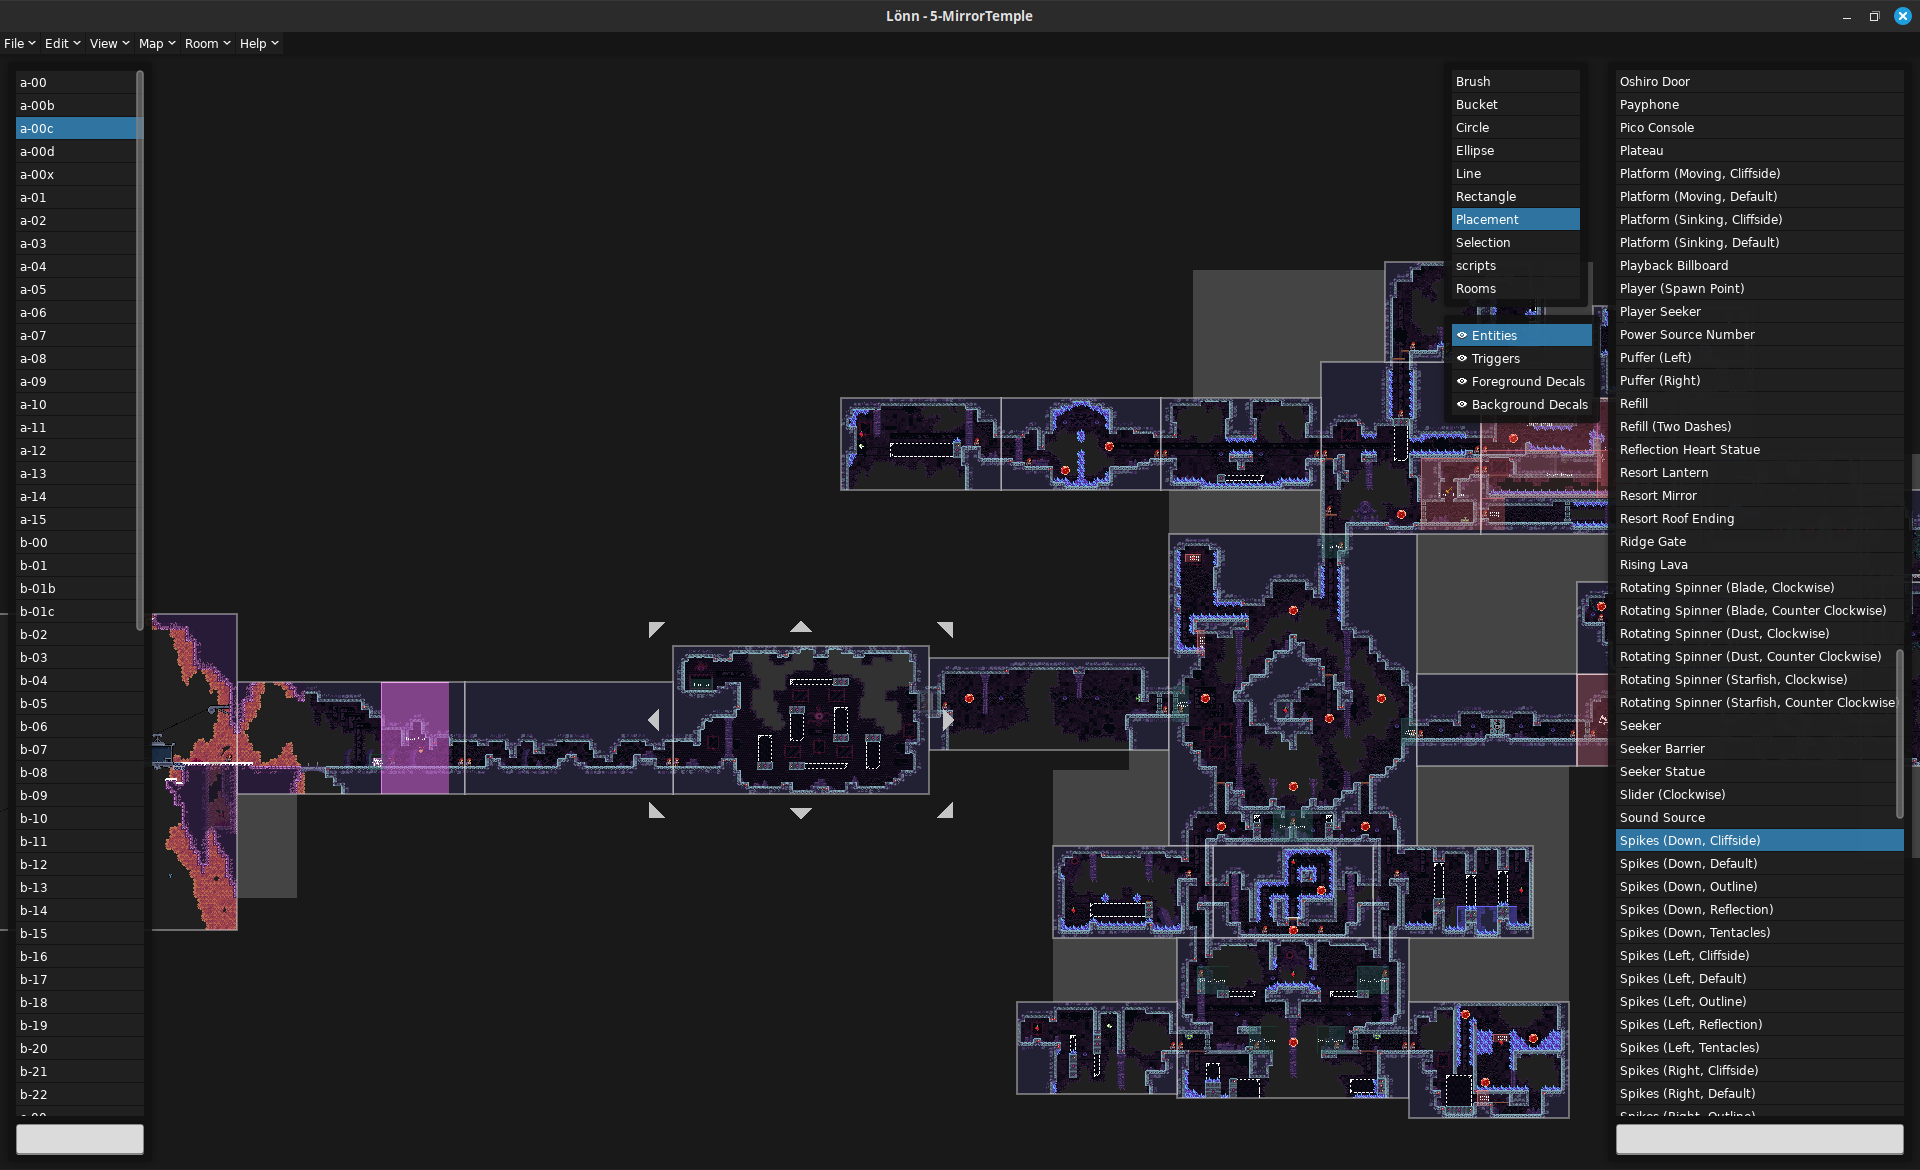 Lönn - 5-MirrorTemple
File Edit View Map Room Help
a-00
a-00b
a-00c
a-00d
a-00x
a-01
a-02
a-03
a-04
a-05
a-06
a-07
a-08
a-09
a-10
a-11
a-12
a-13
a-14
a-15
b-00
b-01
b-01b
b-01c
b-02
b-03
b-04
b-05
b-06
b-07
b-08
b-09
b-10
b-11
b-12
b-13
b-14
b-15
b-16
b-17
b-18
b-19
b-20
b-21
b-22
Brush
Bucket
Circle
Ellipse
Line
Rectangle
Placement
Selection
scripts
Rooms
Entities
Triggers
Foreground Decals
Background Decals
Oshiro Door
Payphone
Pico Console
Plateau
Platform (Moving, Cliffside)
Platform (Moving, Default)
Platform (Sinking, Cliffside)
Platform (Sinking, Default)
Playback Billboard
Player (Spawn Point)
Player Seeker
Power Source Number
Puffer (Left)
Puffer (Right)
Refill
Refill (Two Dashes)
Reflection Heart Statue
Resort Lantern
Resort Mirror
Resort Roof Ending
Ridge Gate
Rising Lava
Rotating Spinner (Blade, Clockwise)
Rotating Spinner (Blade, Counter Clockwise)
Rotating Spinner (Dust, Clockwise)
Rotating Spinner (Dust, Counter Clockwise)
Rotating Spinner (Starfish, Clockwise)
Rotating Spinner (Starfish, Counter Clockwise)
Seeker
Seeker Barrier
Seeker Statue
Slider (Clockwise)
Sound Source
Spikes (Down, Cliffside)
Spikes (Down, Default)
Spikes (Down, Outline)
Spikes (Down, Reflection)
Spikes (Down, Tentacles)
Spikes (Left, Cliffside)
Spikes (Left, Default)
Spikes (Left, Outline)
Spikes (Left, Reflection)
Spikes (Left, Tentacles)
Spikes (Right, Cliffside)
Spikes (Right, Default)
Spikes (Right, Outline)